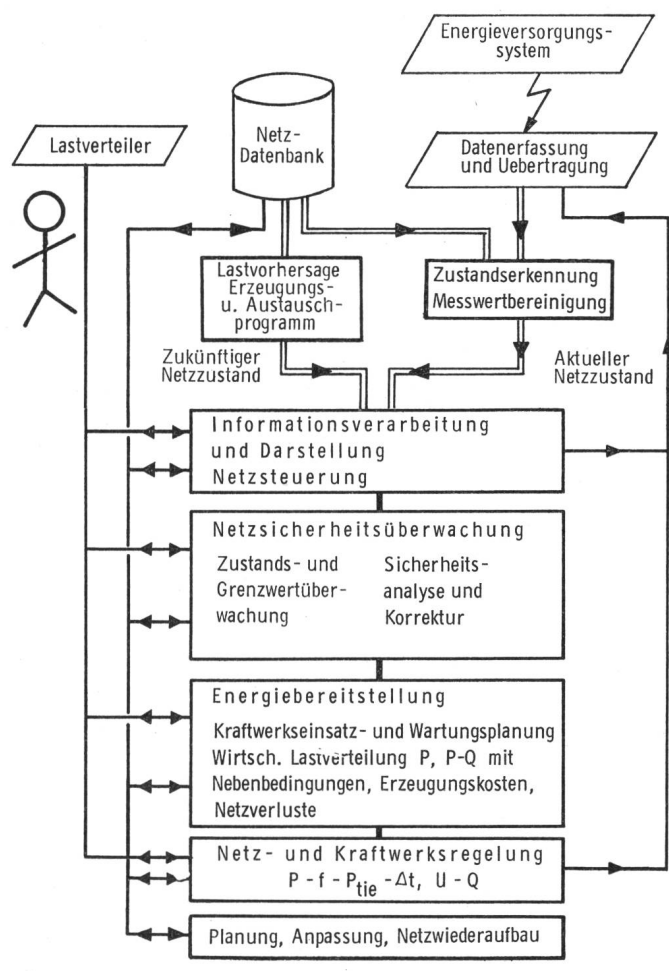 Energieversorgungs-
system
Netz-
Datenbank
Lastverteiler
Datenerfassung
und Uebertragung
Lastvorhersage
Erzeugungs-
u. Austausch-
programm
Zustandserkennung
Messwertbereinigung
Zukünftiger
Netzzustand
Aktueller
Netzzustand
Informationsverarbeitung
und Darstellung
Netzsteuerung
Netzsicherheitsüberwachung
Zustands- und
Grenzwertüber-
wachung
Sicherheits-
analyse und
Korrektur
Energiebereitstellung
Kraftwerkseinsatz- und Wartungsplanung
Wirtsch. Lastverteilung P, P-Q mit
Nebenbedingungen, Erzeugungskosten,
Netzverluste
Netz- und Kraftwerksregelung
P - f - Ptie - Δt, U - Q
Planung, Anpassung, Netzwiederaufbau